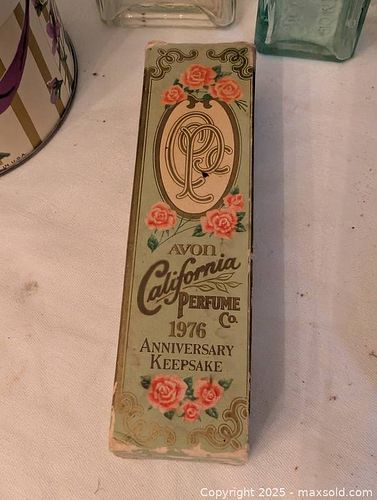 CPC
AVON
California
PERFUME
Co.
1976
ANNIVERSARY
KEEPSAKE
Copyright 2025 - maxsold.com